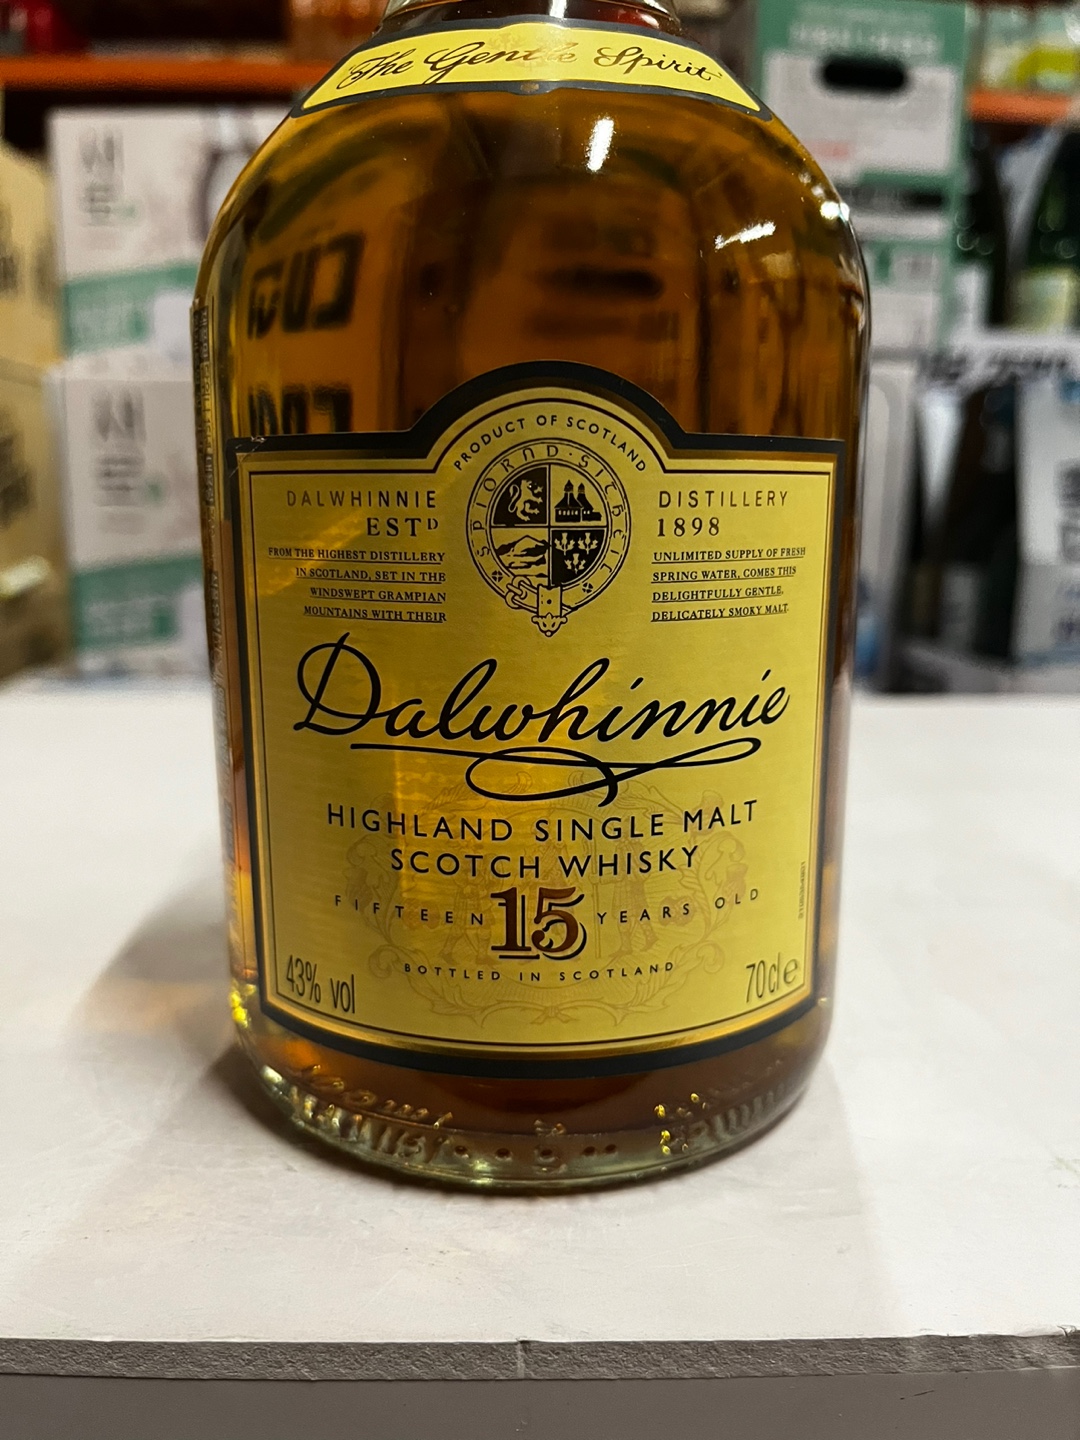 The Gentle Spirit
PRODUCT OF SCOTLAND
DALWHINNIE DISTILLERY
ESTD 1898
FROM THE HIGHEST DISTILLERY
IN SCOTLAND, SET IN THE
WINDSWEPT GRAMPIAN
MOUNTAINS WITH THEIR
UNLIMITED SUPPLY OF FRESH
SPRING WATER, COMES THIS
DELIGHTFULLY GENTLE,
DELICATELY SMOKY MALT.
Dalwhinnie
HIGHLAND SINGLE MALT
SCOTCH WHISKY
FIFTEEN 15 YEARS OLD
BOTTLED IN SCOTLAND
43% vol 70cl e